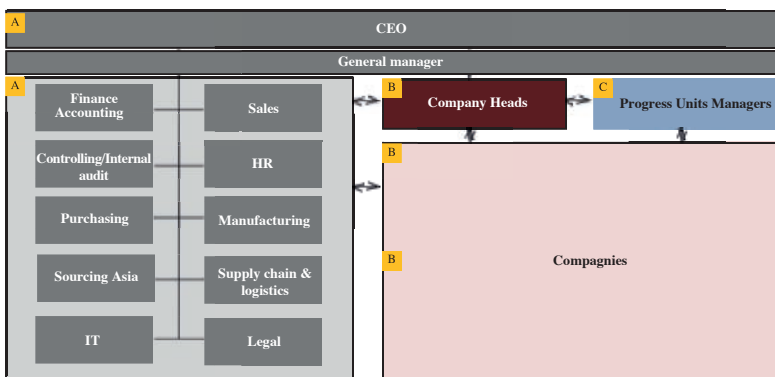 A
CEO
General manager
A
B
C
Finance
Accounting
Sales
Company Heads
Progress Units Managers
Controlling/Internal
audit
HR
B
Purchasing
Manufacturing
Sourcing Asia
Supply chain &
logistics
B
Compagnies
IT
Legal